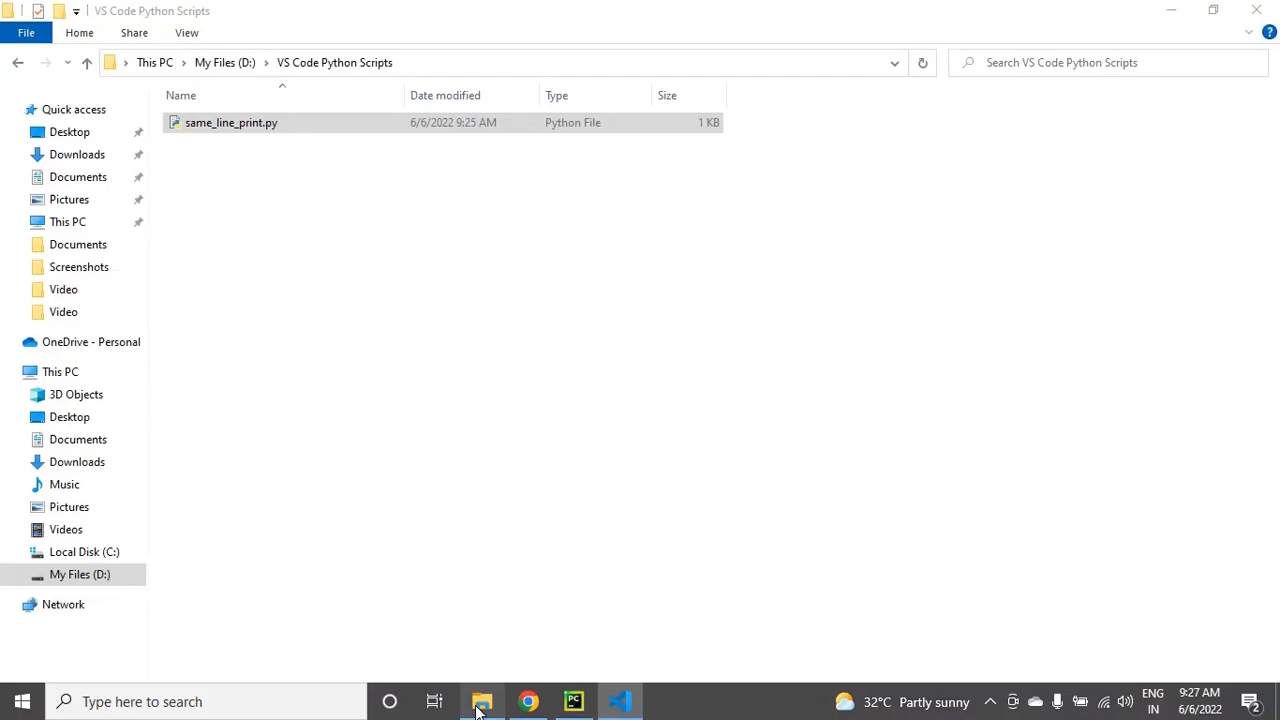 VS Code Python Scripts
File Home Share View
This PC My Files (D:) VS Code Python Scripts Search VS Code Python Scripts
Name Date modified Type Size
same_line_print.py 6/6/2022 9:25 AM Python File 1 KB
Quick access
Desktop
Downloads
Documents
Pictures
This PC
Documents
Screenshots
Video
Video
OneDrive - Personal
This PC
3D Objects
Desktop
Documents
Downloads
Music
Pictures
Videos
Local Disk (C:)
My Files (D:)
Network
Type here to search PC 32°C Partly sunny ENG 9:27 AM
IN 6/6/2022 2